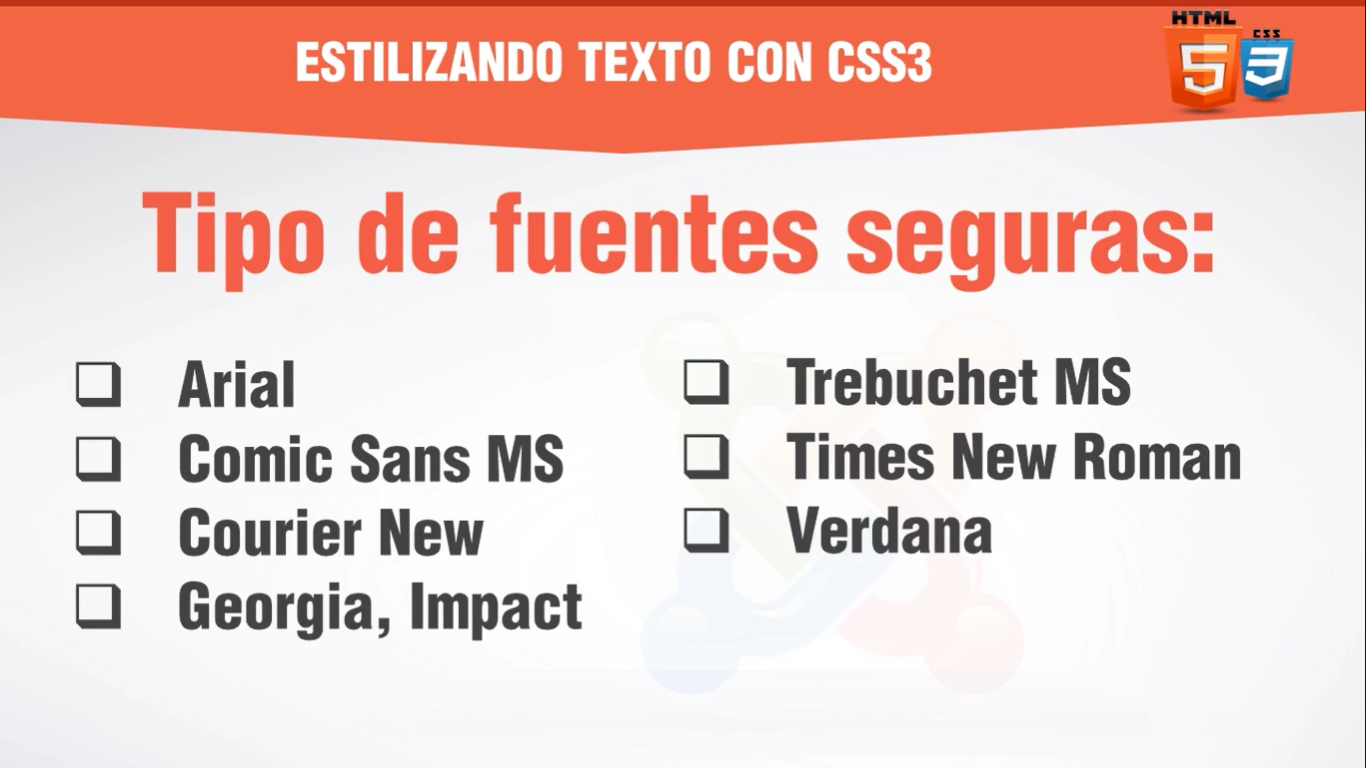 ESTILIZANDO TEXTO CON CSS3
HTML
5
CSS
3
Tipo de fuentes seguras:
Arial
Comic Sans MS
Courier New
Georgia, Impact
Trebuchet MS
Times New Roman
Verdana